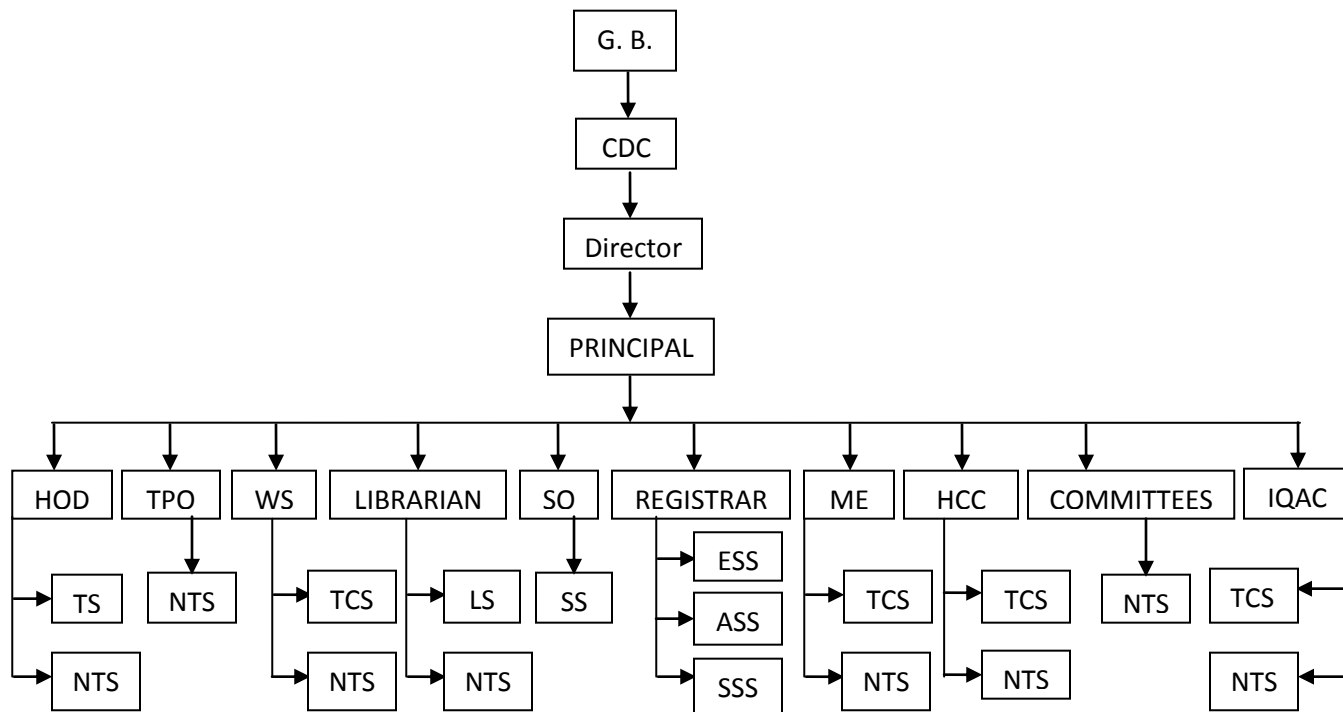 G. B.
CDC
Director
PRINCIPAL
HOD TPO WS LIBRARIAN SO REGISTRAR ME HCC COMMITTEES IQAC
ESS
TS NTS TCS LS SS ASS TCS TCS NTS TCS
NTS NTS NTS SSS NTS NTS NTS